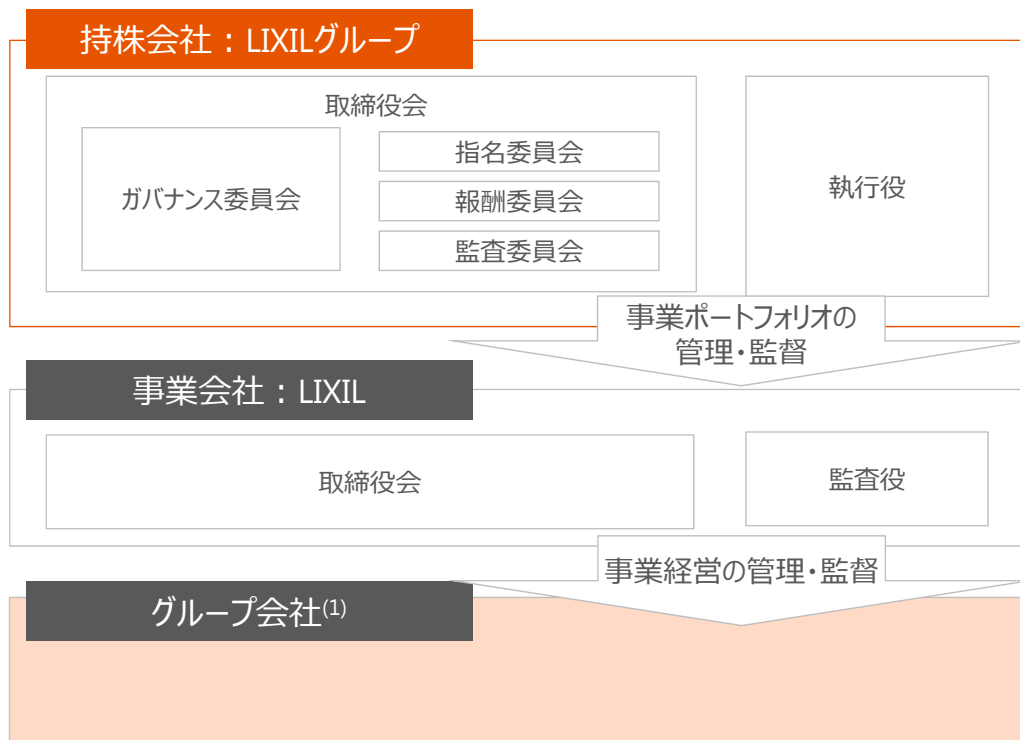 持株会社：LIXILグループ
取締役会
ガバナンス委員会
指名委員会
報酬委員会
監査委員会
執行役
事業ポートフォリオの
管理・監督
事業会社：LIXIL
取締役会
監査役
事業経営の管理・監督
グループ会社(1)